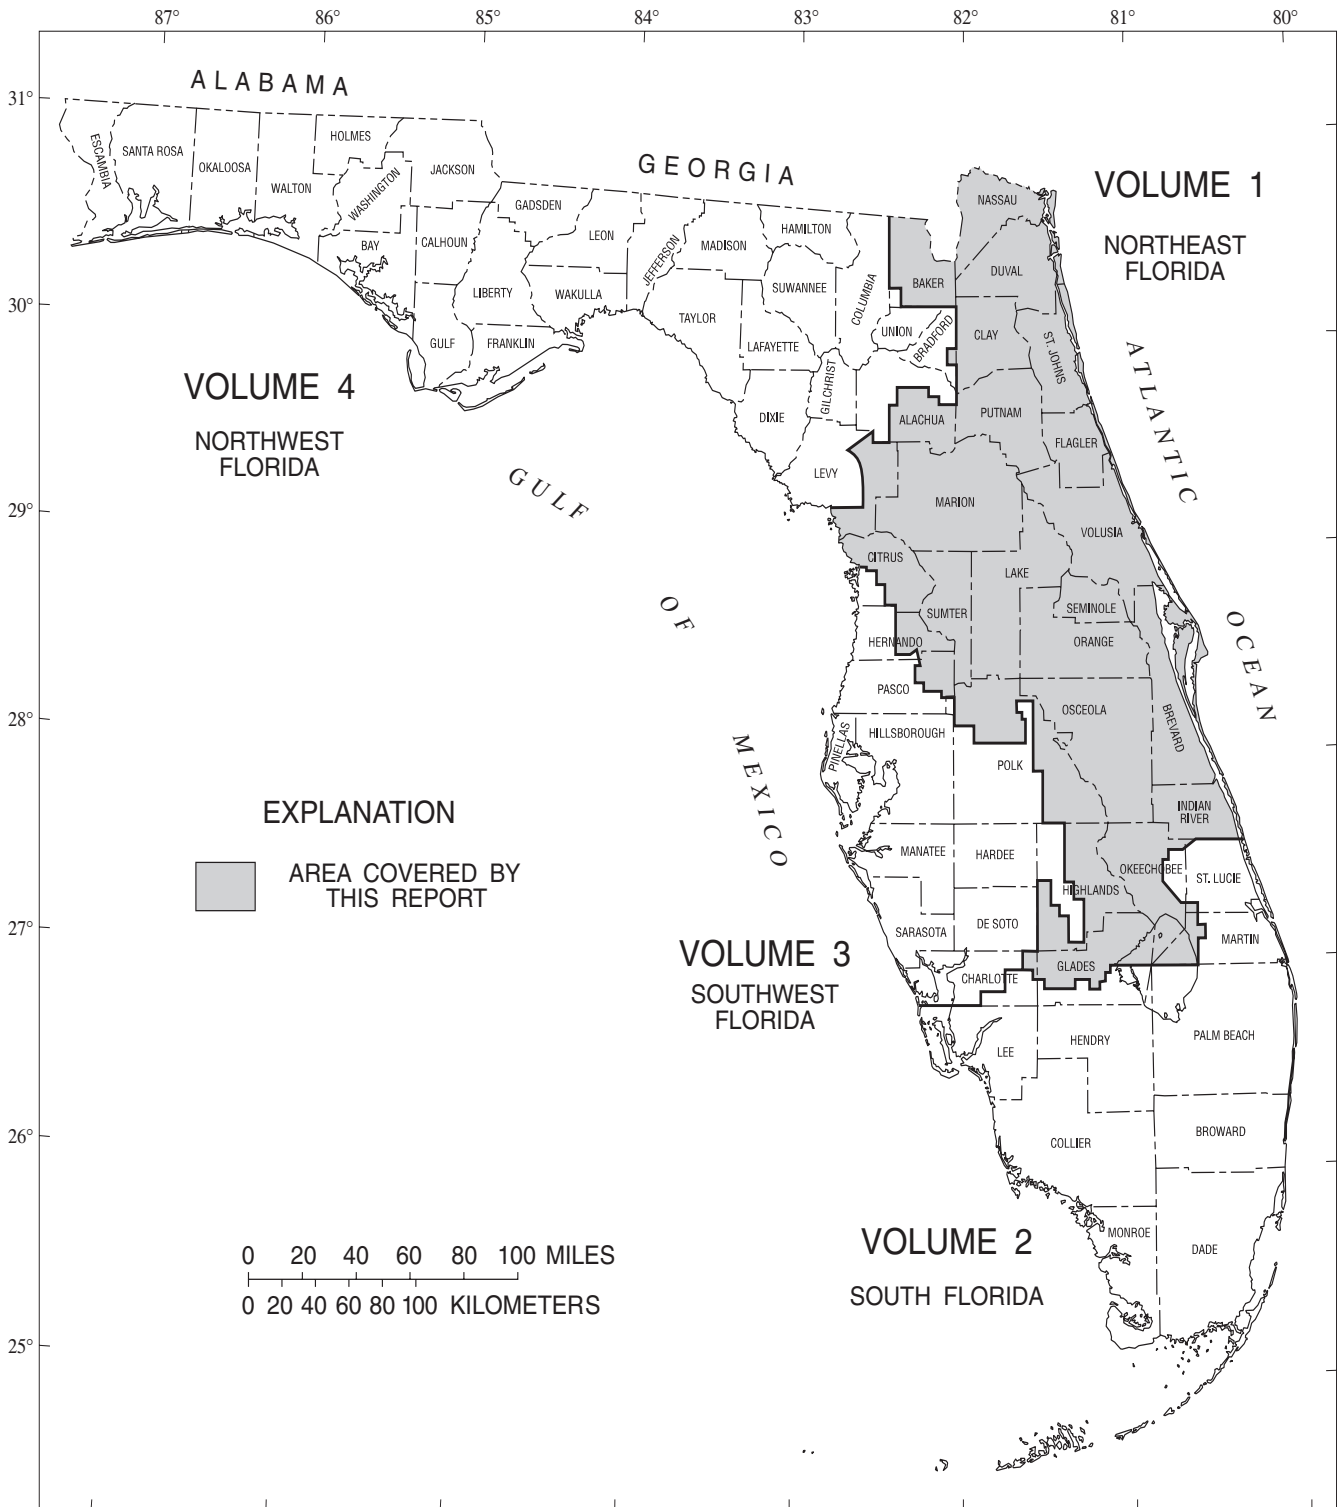 87° 86° 85° 84° 83° 82° 81° 80°
ALABAMA
31°
ESCAMBIA
SANTA ROSA
OKALOOSA
WALTON
HOLMES
WASHINGTON
JACKSON
BAY
CALHOUN
GULF
GADSDEN
LIBERTY
FRANKLIN
LEON
WAKULLA
GEORGIA
JEFFERSON
MADISON
TAYLOR
HAMILTON
SUWANNEE
LAFAYETTE
DIXIE
COLUMBIA
GILCHRIST
LEVY
BAKER
UNION
BRADFORD
ALACHUA
NASSAU
DUVAL
CLAY
ST. JOHNS
PUTNAM
FLAGLER
VOLUME 1
NORTHEAST
FLORIDA
30°
VOLUME 4
NORTHWEST
FLORIDA
ATLANTIC
OCEAN
GULF
OF
MEXICO
29°
MARION
VOLUSIA
CITRUS
LAKE
SUMTER
SEMINOLE
HERNANDO
ORANGE
PASCO
OSCEOLA
BREVARD
28°
HILLSBOROUGH
PINELLAS
POLK
INDIAN
RIVER
EXPLANATION
AREA COVERED BY
THIS REPORT
MANATEE
HARDEE
OKEECHOBEE
ST. LUCIE
HIGHLANDS
27°
SARASOTA
DE SOTO
MARTIN
VOLUME 3
SOUTHWEST
FLORIDA
CHARLOTTE
GLADES
LEE
HENDRY
PALM BEACH
26°
COLLIER
BROWARD
MONROE
DADE
VOLUME 2
SOUTH FLORIDA
0 20 40 60 80 100 MILES
0 20 40 60 80 100 KILOMETERS
25°